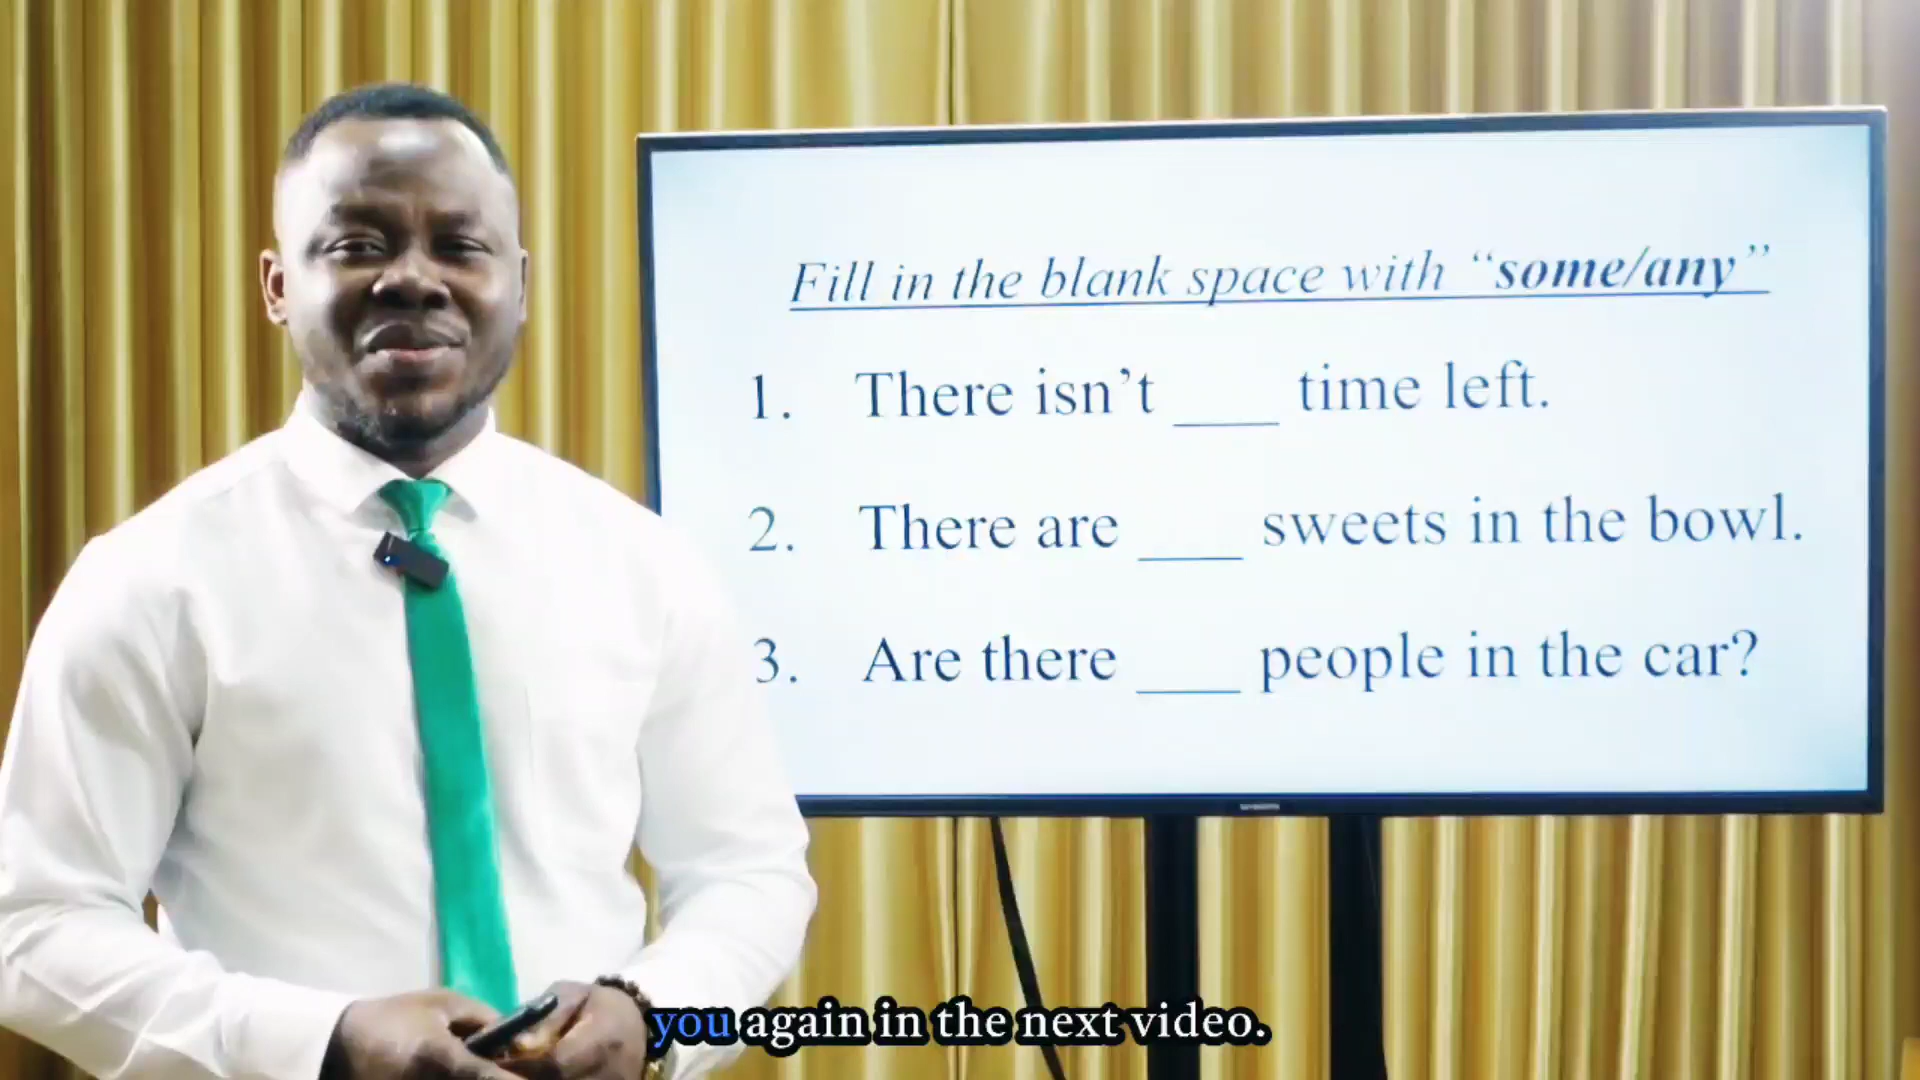 Fill in the blank space with “some/any”
1. There isn’t ___ time left.
2. There are ___ sweets in the bowl.
3. Are there ___ people in the car?
you again in the next video.